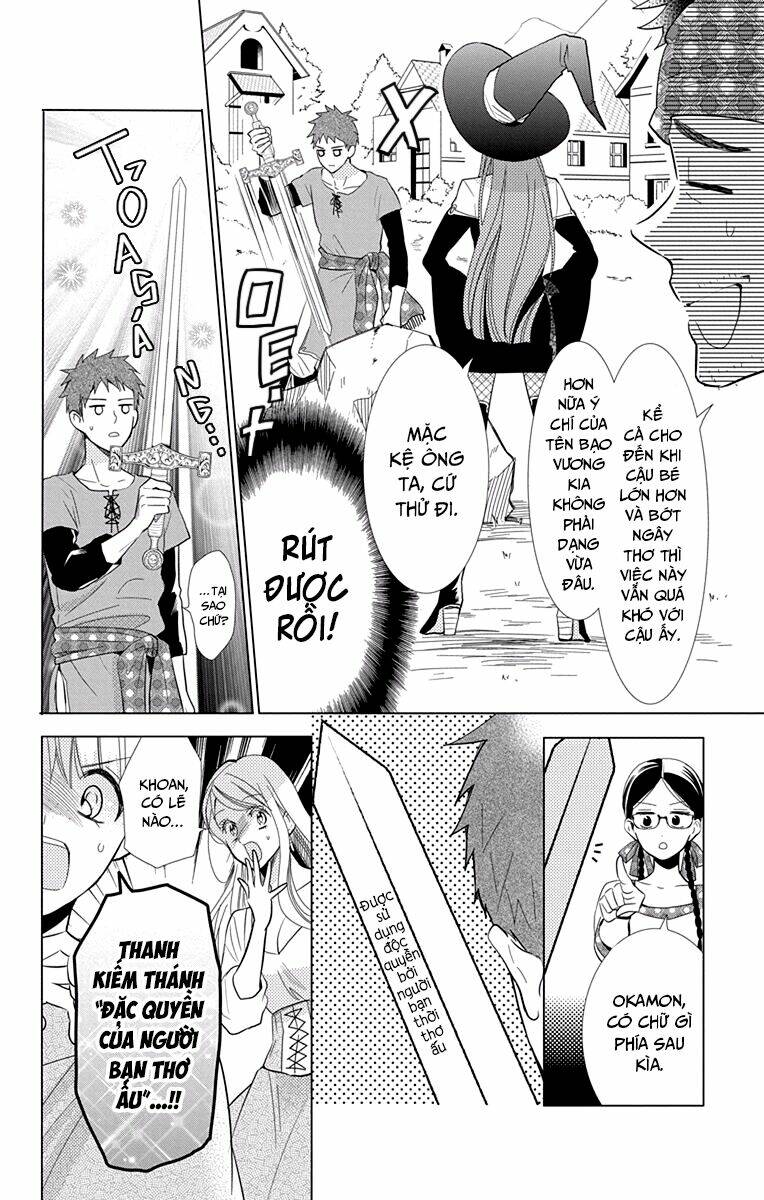 KỂ
CẢ CHO
ĐẾN KHI
CẬU BÉ
LỚN HƠN
VÀ BỚT
NGÂY
THƠ THÌ
VIỆC NÀY
VẪN QUÁ
KHÓ VỚI
CẬU ẤY.
HƠN
NỮA Ý
CHÍ CỦA
TÊN BẠO
VƯƠNG
KIA
KHÔNG
PHẢI
DẠNG
VỪA
ĐÂU.
MẶC
KỆ ÔNG
TA, CỨ
THỬ ĐI.
XOẸT
RÚT
ĐƯỢC
RỒI!
TỎA SÁNG...
...TẠI
SAO
CHỨ?
OKAMON,
CÓ CHỮ GÌ
PHÍA SAU
KÌA.
Được
sử
dụng
độc
quyền
bởi
người
bạn
thời
thơ
ấu
KHOAN,
CÓ LẼ
NÀO...
THANH
KIẾM THÁNH
"ĐẶC QUYỀN
CỦA NGƯỜI
BẠN THƠ
ẤU"...!!